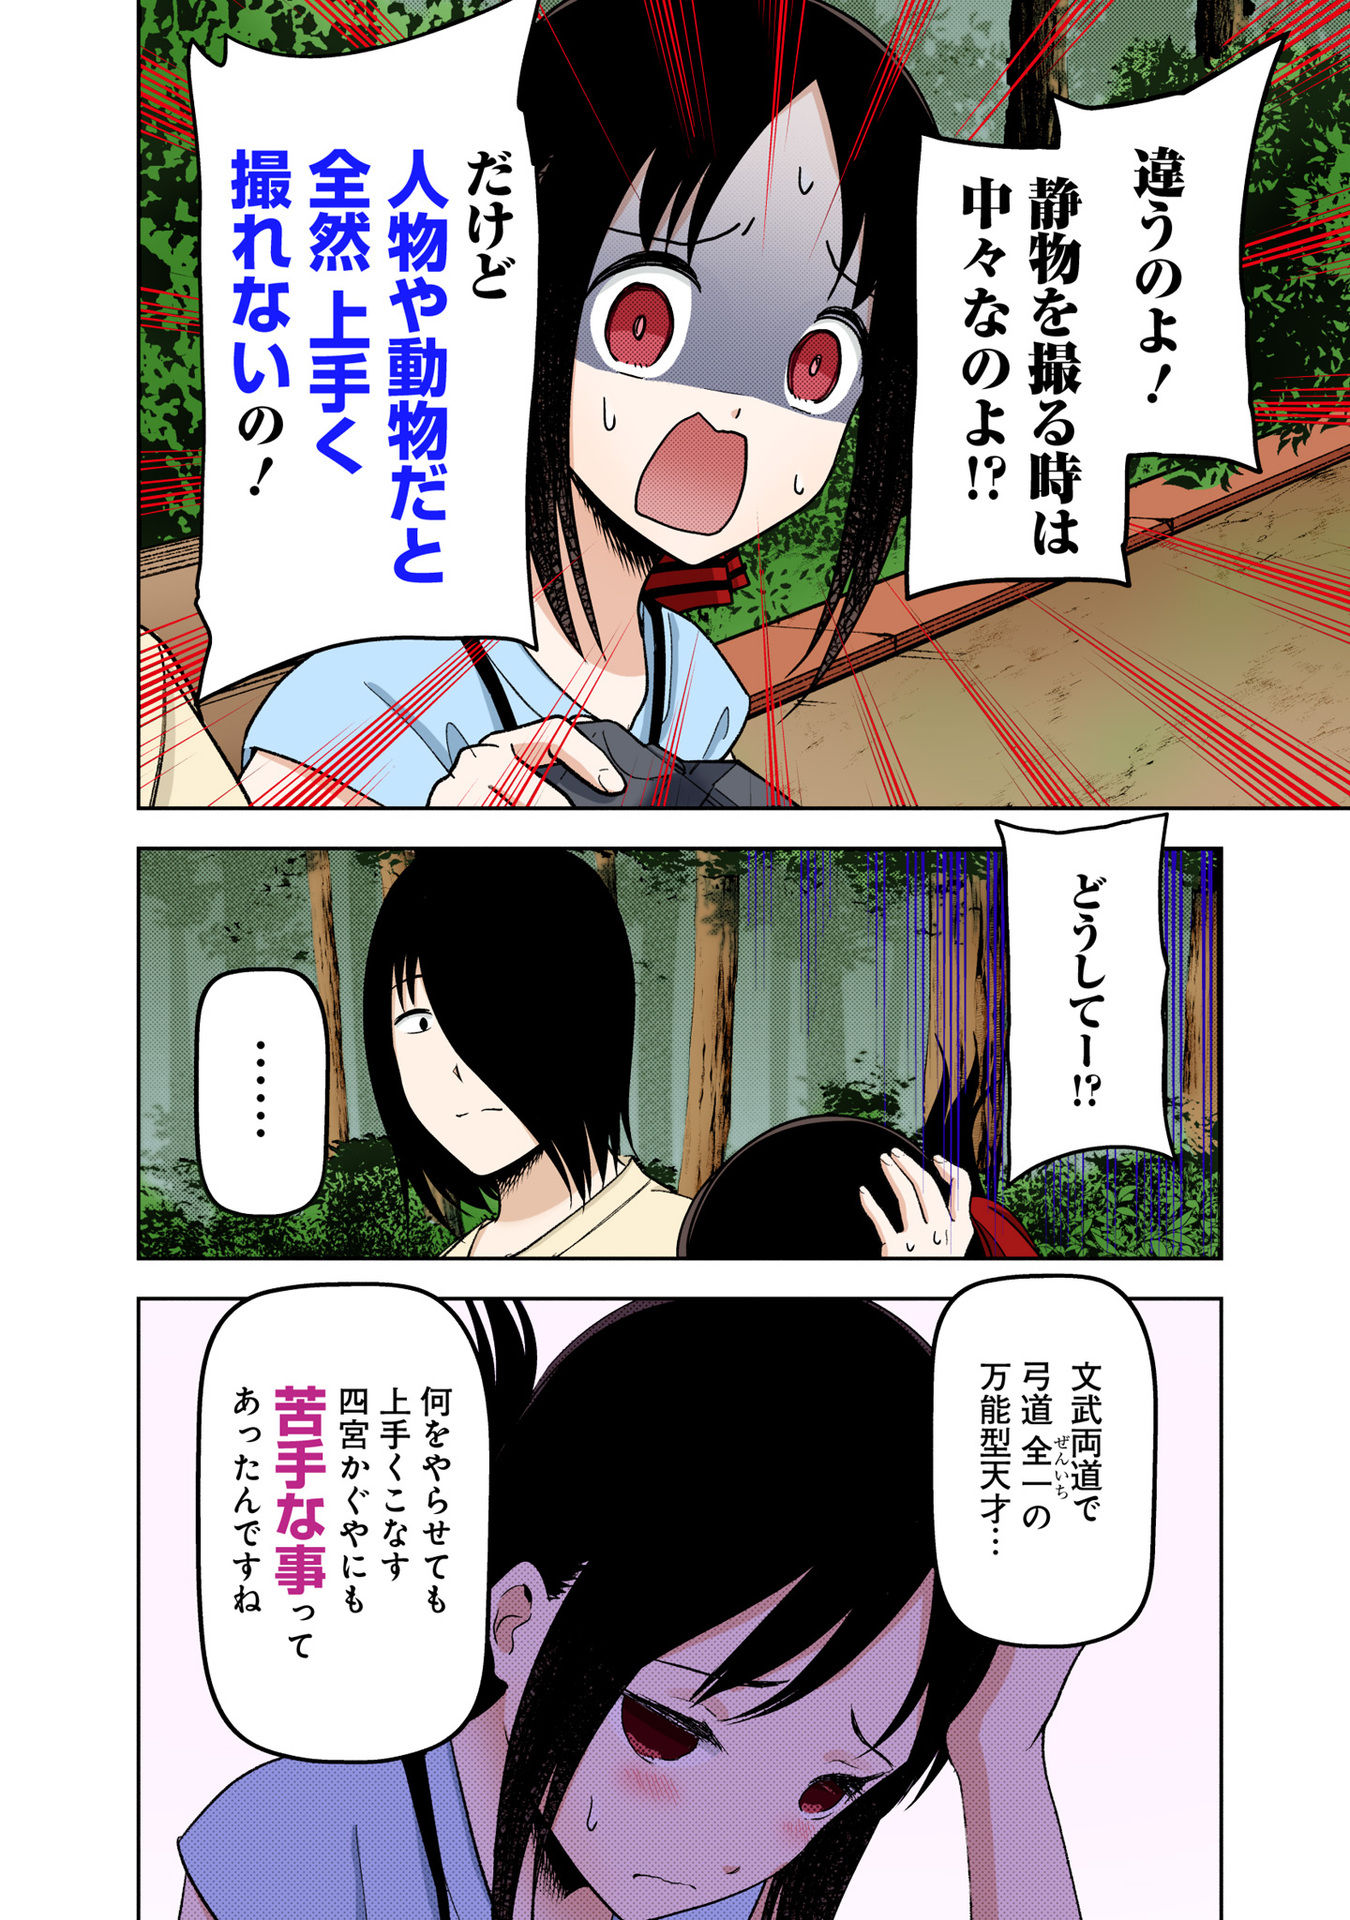 違うのよ！
静物を撮る時は
中々なのよ!?
だけど
人物や動物だと
全然 上手く
撮れないの！
どうしてー!?
……
文武両道で
弓道 全一の
ぜんいち
万能型天才…
何をやらせても
上手くこなす
四宮かぐやにも
苦手な事って
あったんですね